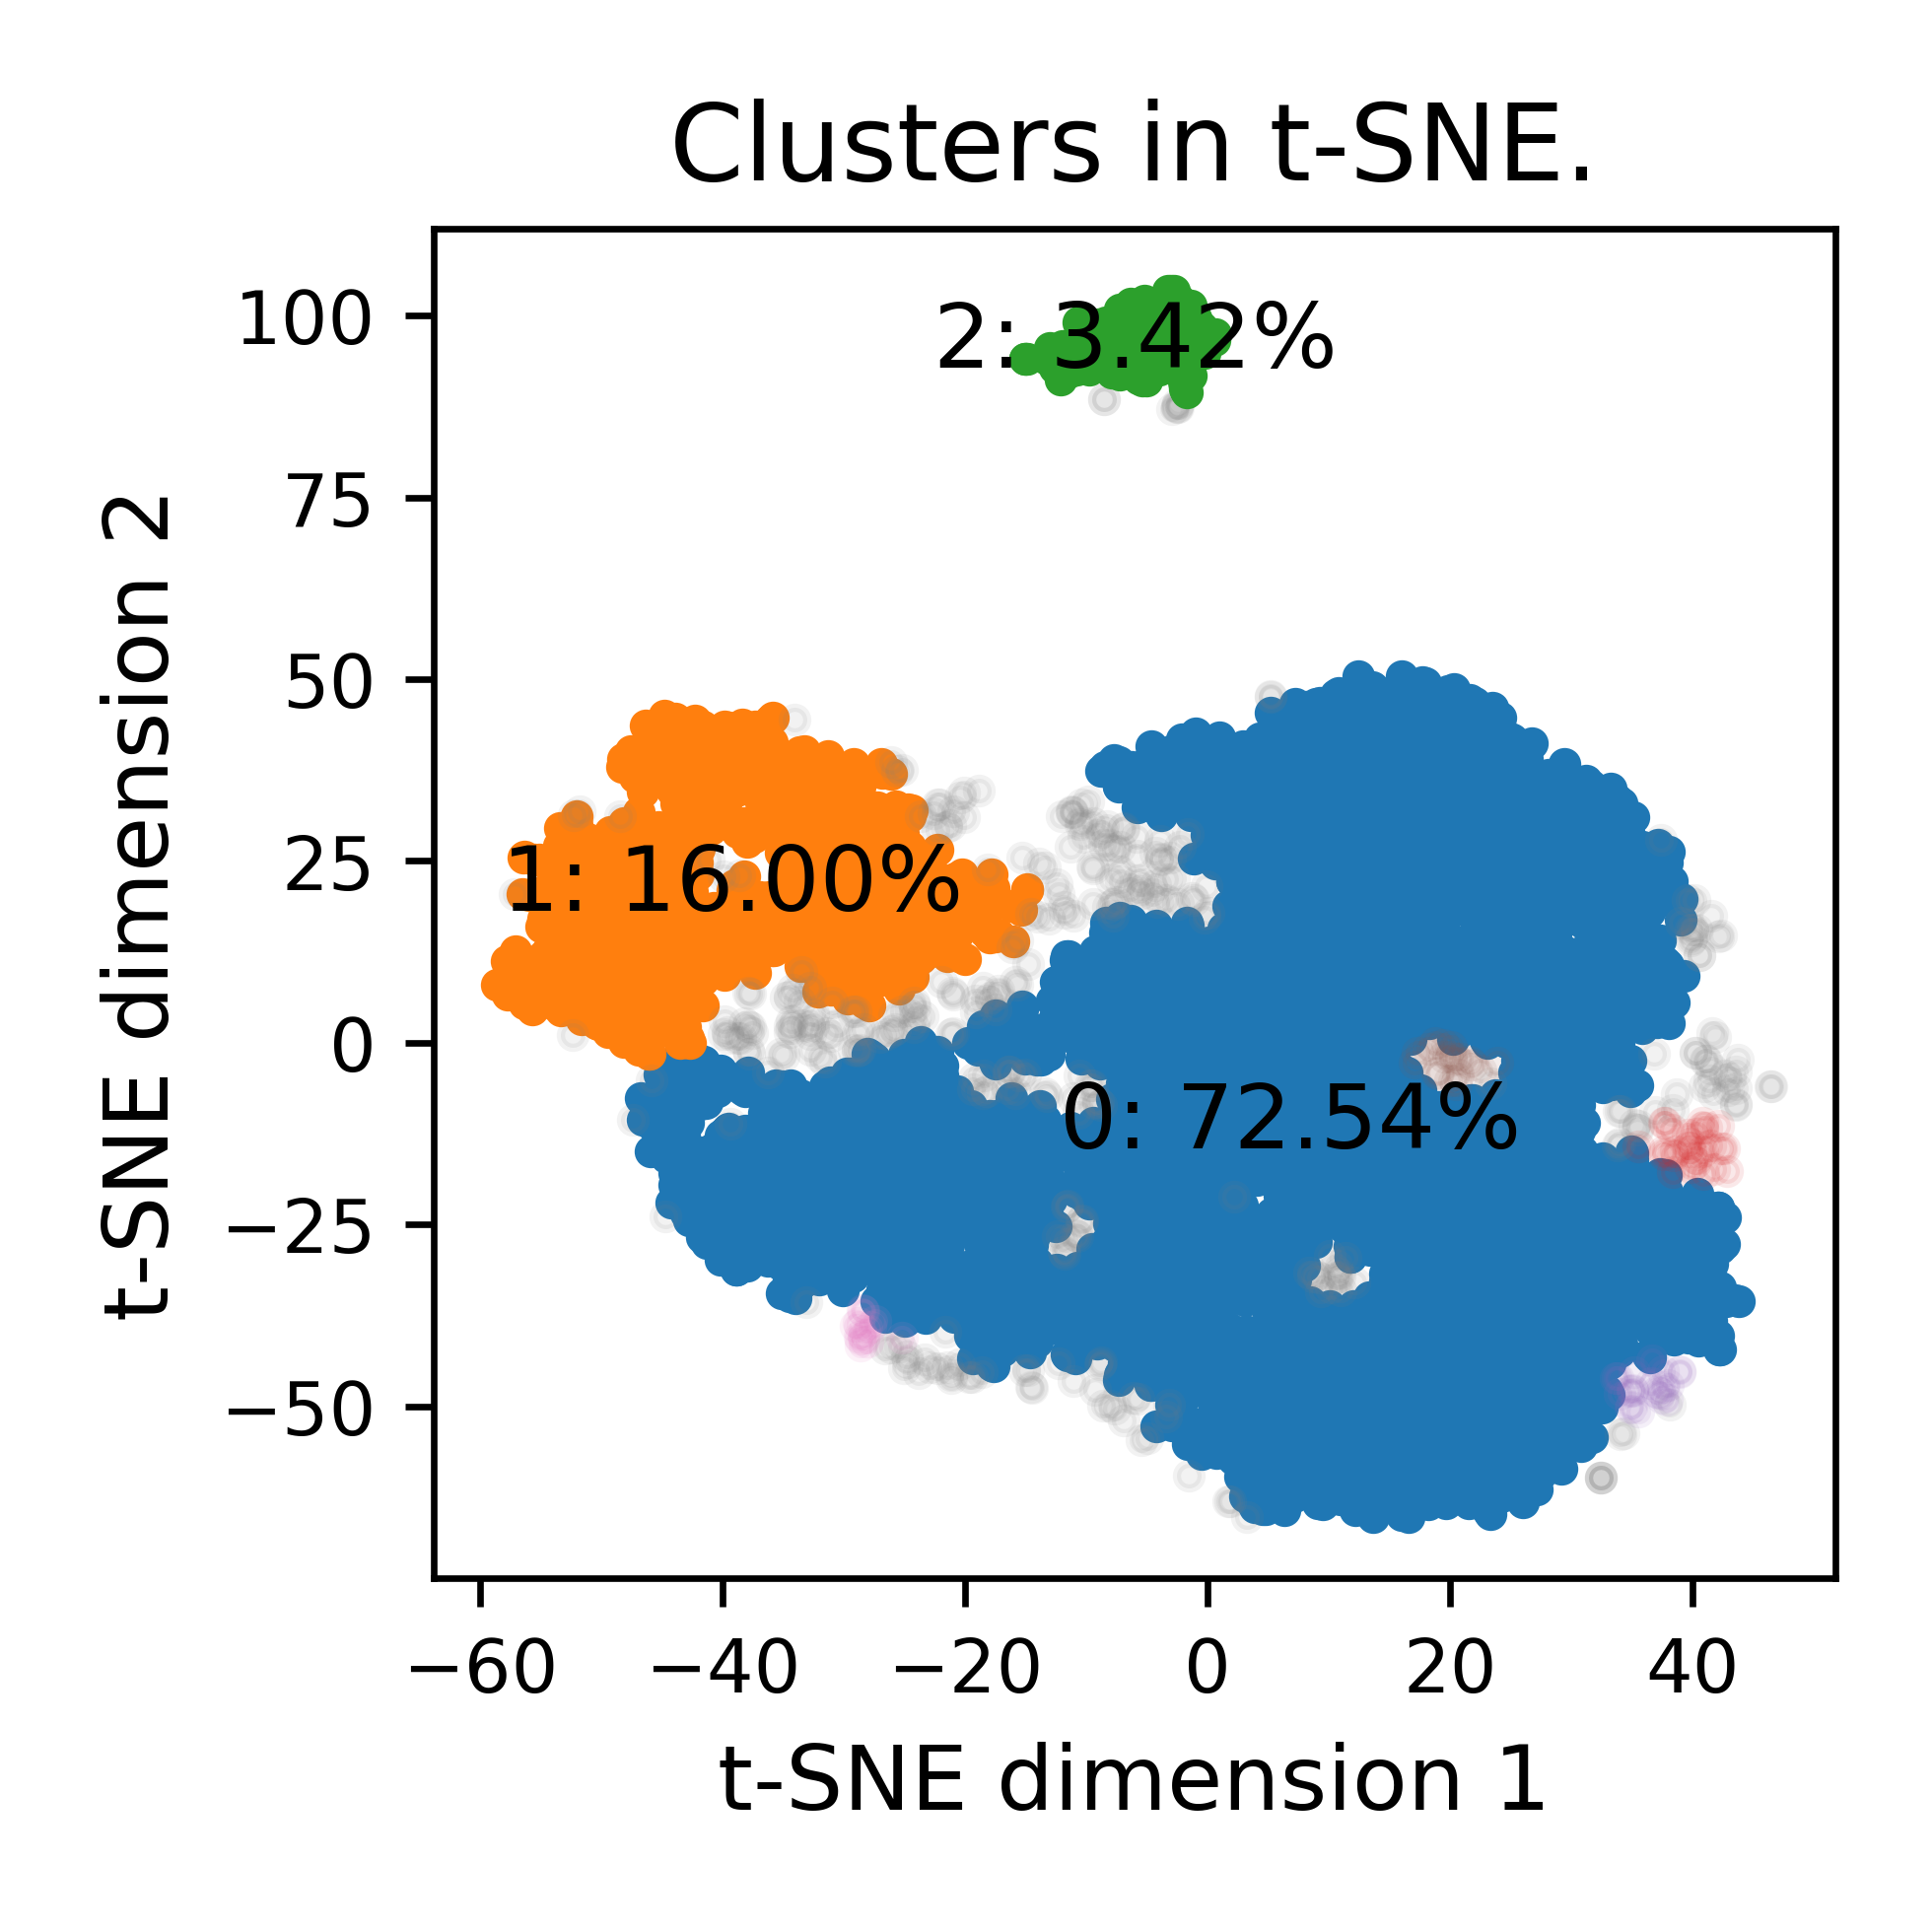 Clusters in t-SNE.
2: 3.42%
1: 16.00%
0: 72.54%
100
75
50
25
0
−25
−50
t-SNE dimension 2
−60 −40 −20 0 20 40
t-SNE dimension 1